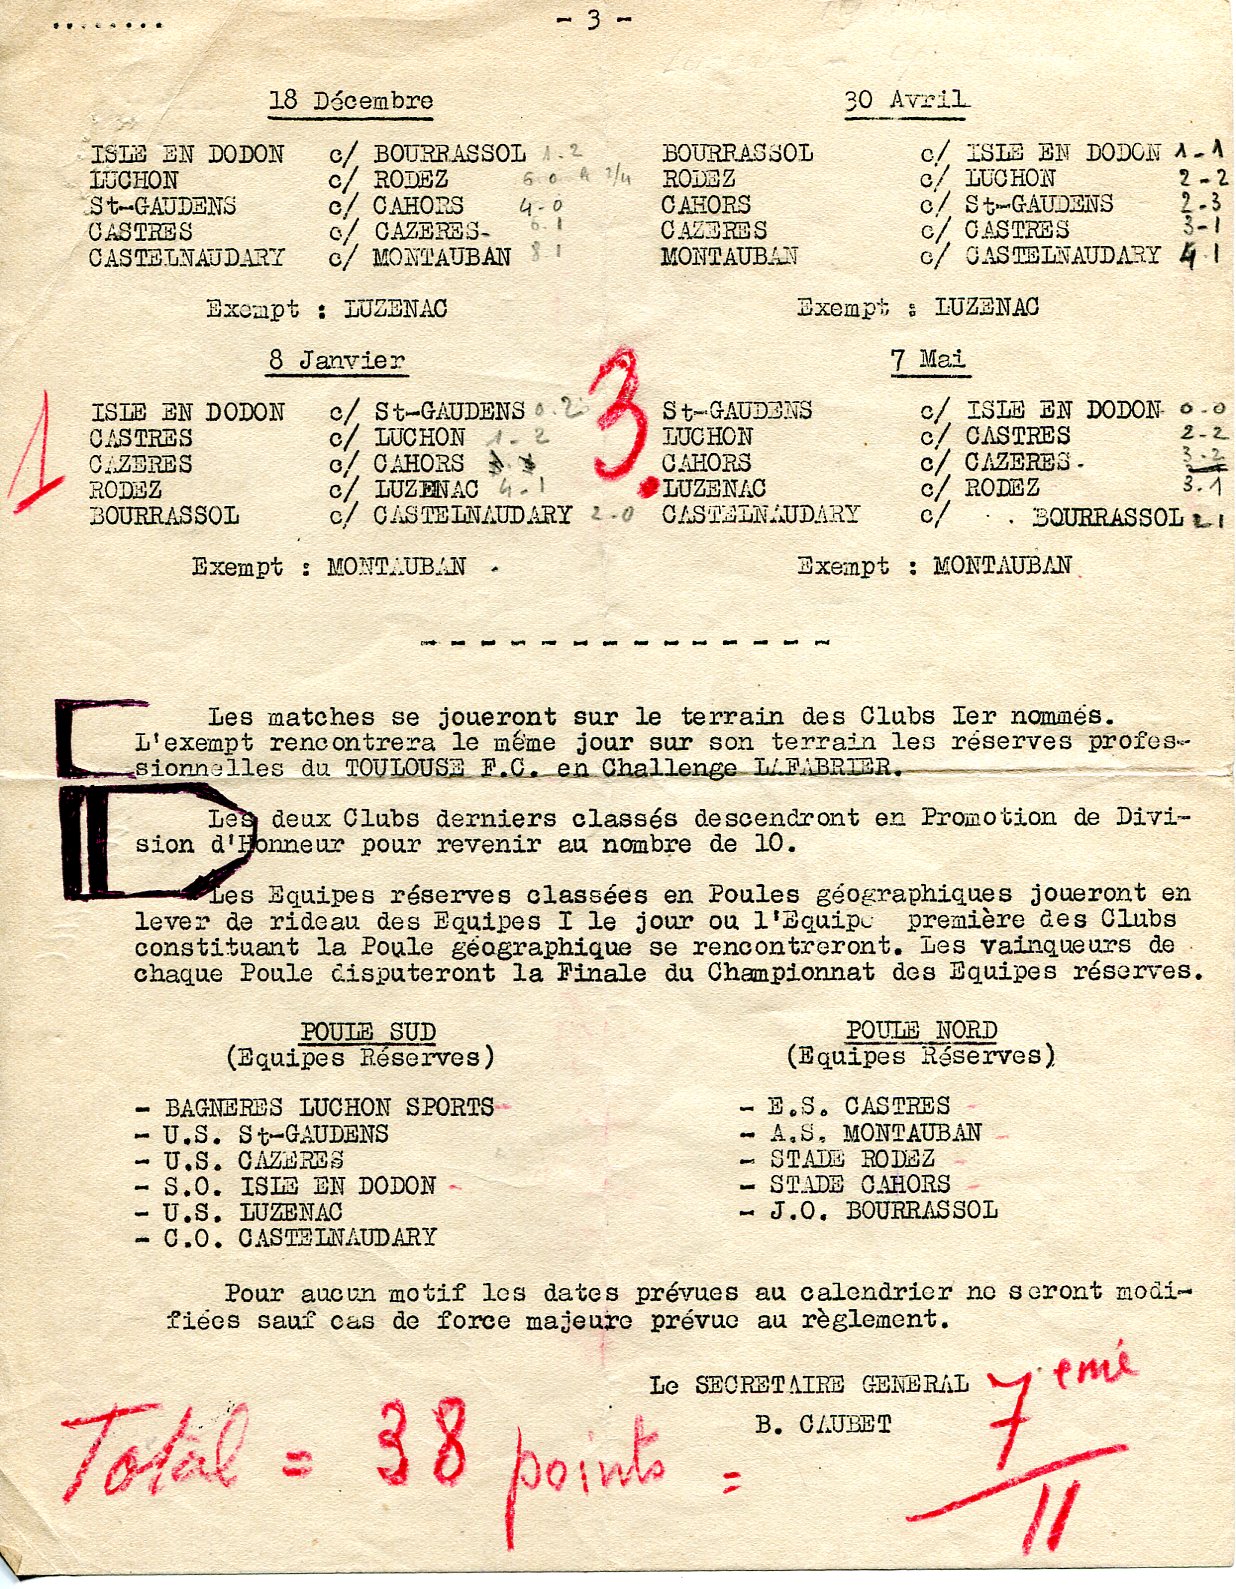 ........
- 3 -
18 Décembre
ISLE EN DODON c/ BOURRASSOL 1-2
LUCHON c/ RODEZ 6-0
St-GAUDENS c/ CAHORS 4-0
CASTRES c/ CAZERES- 6-1
CASTELNAUDARY c/ MONTAUBAN 8 1
Exempt : LUZENAC
30 Avril
BOURRASSOL c/ ISLE EN DODON 1-1
RODEZ c/ LUCHON 2-2
CAHORS c/ St-GAUDENS 2-3
CAZERES c/ CASTRES 3-1
MONTAUBAN c/ CASTELNAUDARY 4-1
Exempt : LUZENAC
8 Janvier
1
ISLE EN DODON c/ St-GAUDENS 0.2
CASTRES c/ LUCHON 1-2
CAZERES c/ CAHORS
RODEZ c/ LUZENAC 4-1
BOURRASSOL c/ CASTELNAUDARY 2-0
Exempt : MONTAUBAN .
7 Mai
3.
St-GAUDENS c/ ISLE EN DODON 0-0
LUCHON c/ CASTRES 2-2
CAHORS c/ CAZERES. 3-2
LUZENAC c/ RODEZ 3.1
CASTELNAUDARY c/ BOURRASSOL 2 1
Exempt : MONTAUBAN
- - - - - - - - - - - - - -
Les matches se joueront sur le terrain des Clubs Ier nommés.
L'exempt rencontrera le même jour sur son terrain les réserves profes-
sionnelles du TOULOUSE F.C. en Challenge LAFABRIER.
Les deux Clubs derniers classés descendront en Promotion de Divi-
sion d'Honneur pour revenir au nombre de 10.
Les Equipes réserves classées en Poules géographiques joueront en
lever de rideau des Equipes I le jour ou l'Equipe première des Clubs
constituant la Poule géographique se rencontreront. Les vainqueurs de
chaque Poule disputeront la Finale du Championnat des Equipes réserves.
POULE SUD
(Equipes Réserves)
- BAGNERES LUCHON SPORTS
- U.S. St-GAUDENS
- U.S. CAZERES
- S.O. ISLE EN DODON
- U.S. LUZENAC
- C.O. CASTELNAUDARY
POULE NORD
(Equipes Réserves)
- E.S. CASTRES
- A.S. MONTAUBAN
- STADE RODEZ
- STADE CAHORS
- J.O. BOURRASSOL
Pour aucun motif les dates prévues au calendrier ne seront modi-
fiées sauf cas de force majeure prévue au règlement.
Le SECRETAIRE GENERAL
B. CAUBET
Total = 38 points = 7emé
11